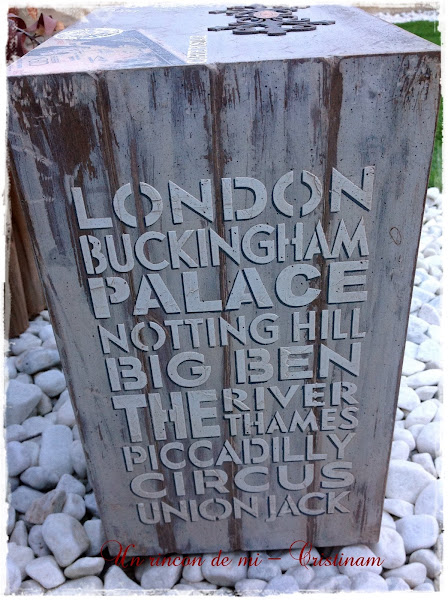 LONDON
BUCKINGHAM
PALACE
NOTTING HILL
BIG BEN
THE RIVER
THAMES
PICCADILLY
CIRCUS
UNION JACK
Un rincon de mi - Cristinam